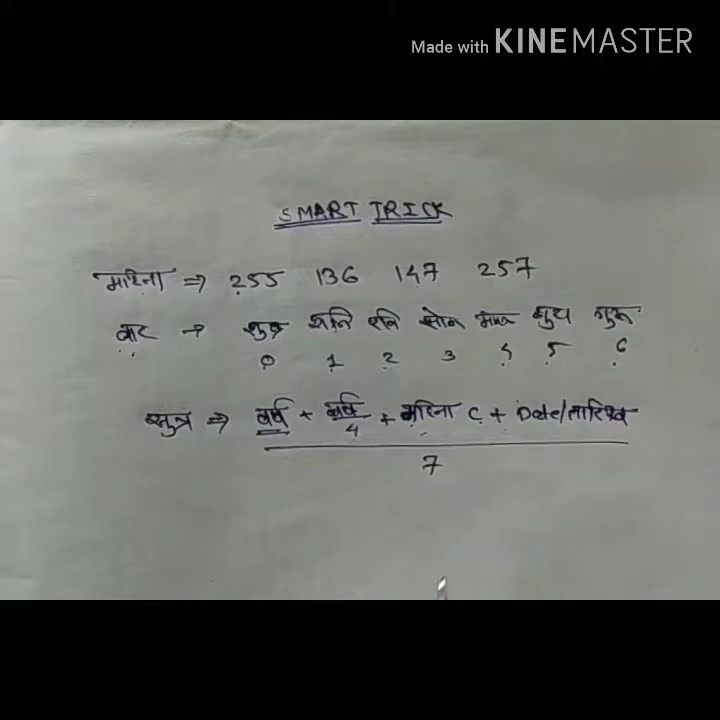 Made with KINEMASTER
SMART TRICK
महिना ⇒ 255 136 147 257
वार → शुक्र शनि रवि सोम मंगल बुध गुरू
0 1 2 3 4 5 6
सुत्र ⇒ वर्ष + वर्ष/4 + महिना C + Date/तारिख
7